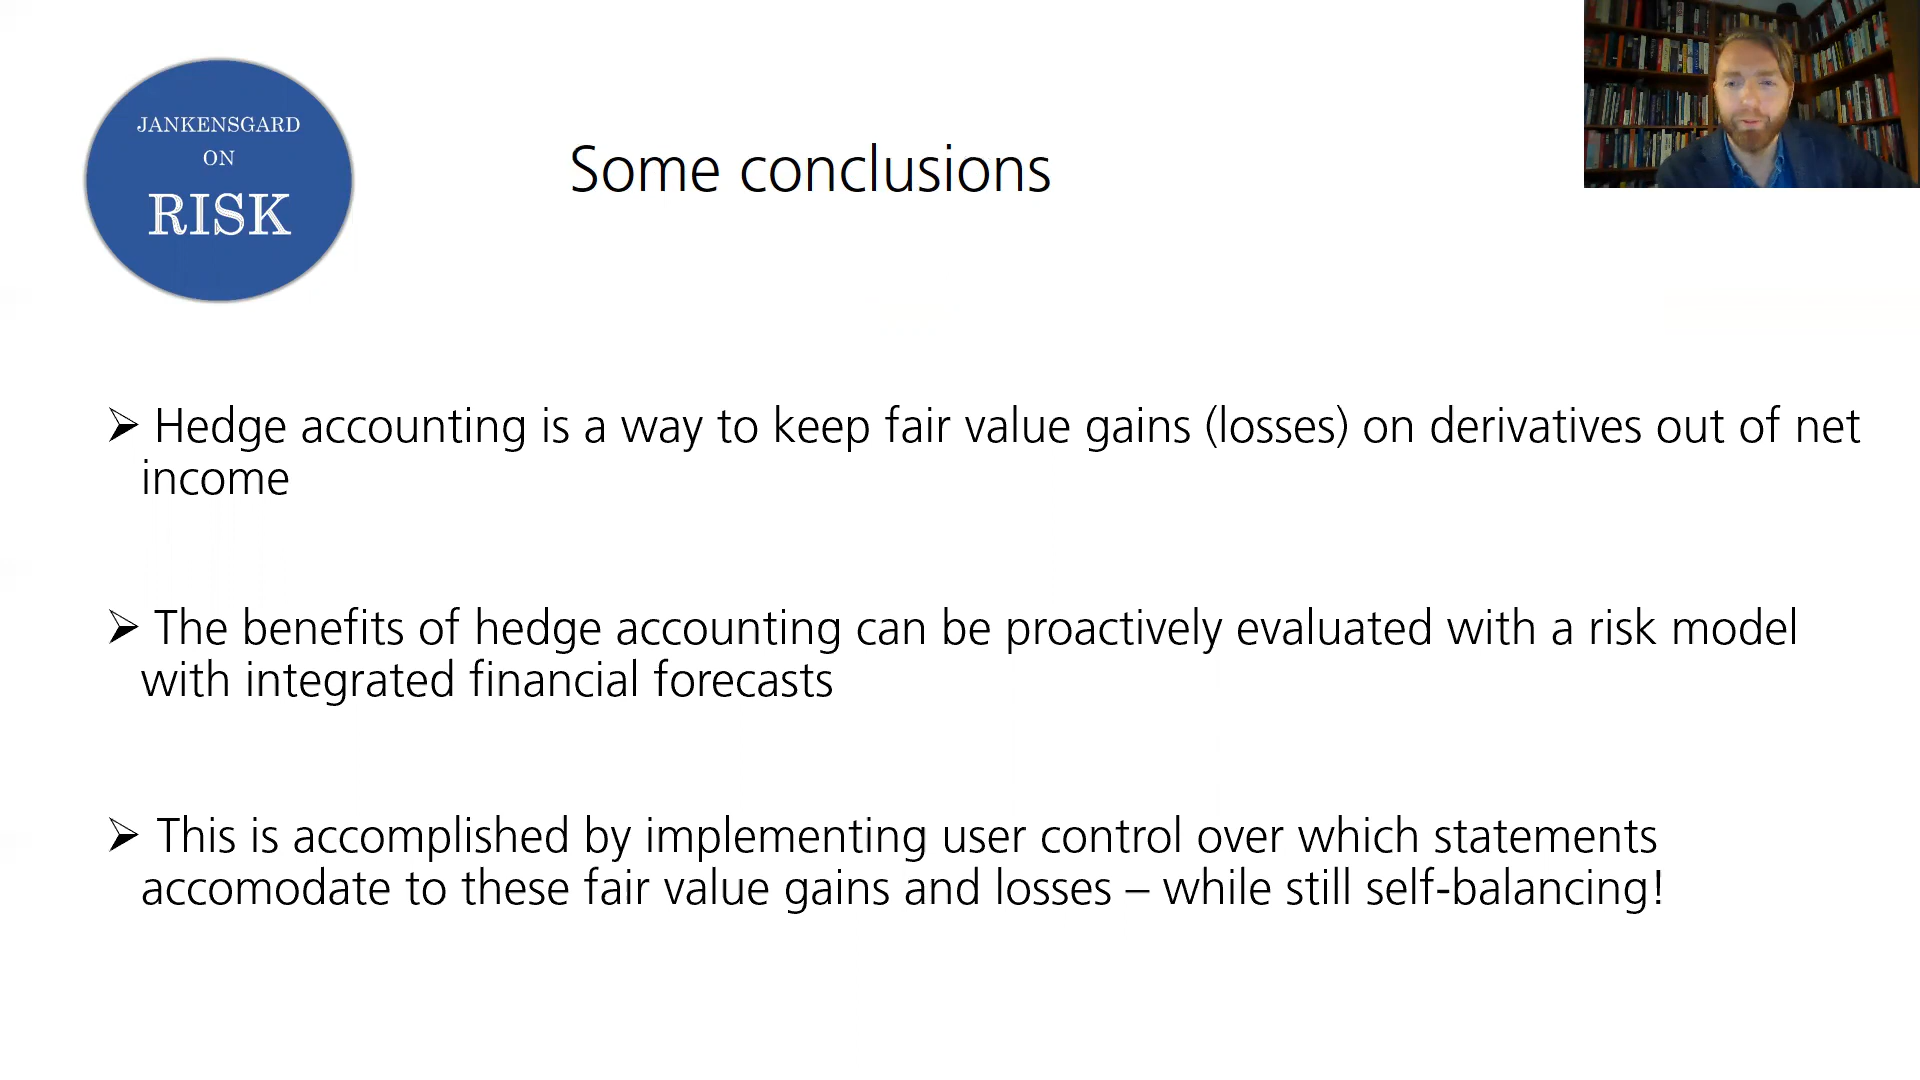 JANKENSGARD
ON
RISK
Some conclusions
➢ Hedge accounting is a way to keep fair value gains (losses) on derivatives out of net
income
➢ The benefits of hedge accounting can be proactively evaluated with a risk model
with integrated financial forecasts
➢ This is accomplished by implementing user control over which statements
accomodate to these fair value gains and losses – while still self-balancing!